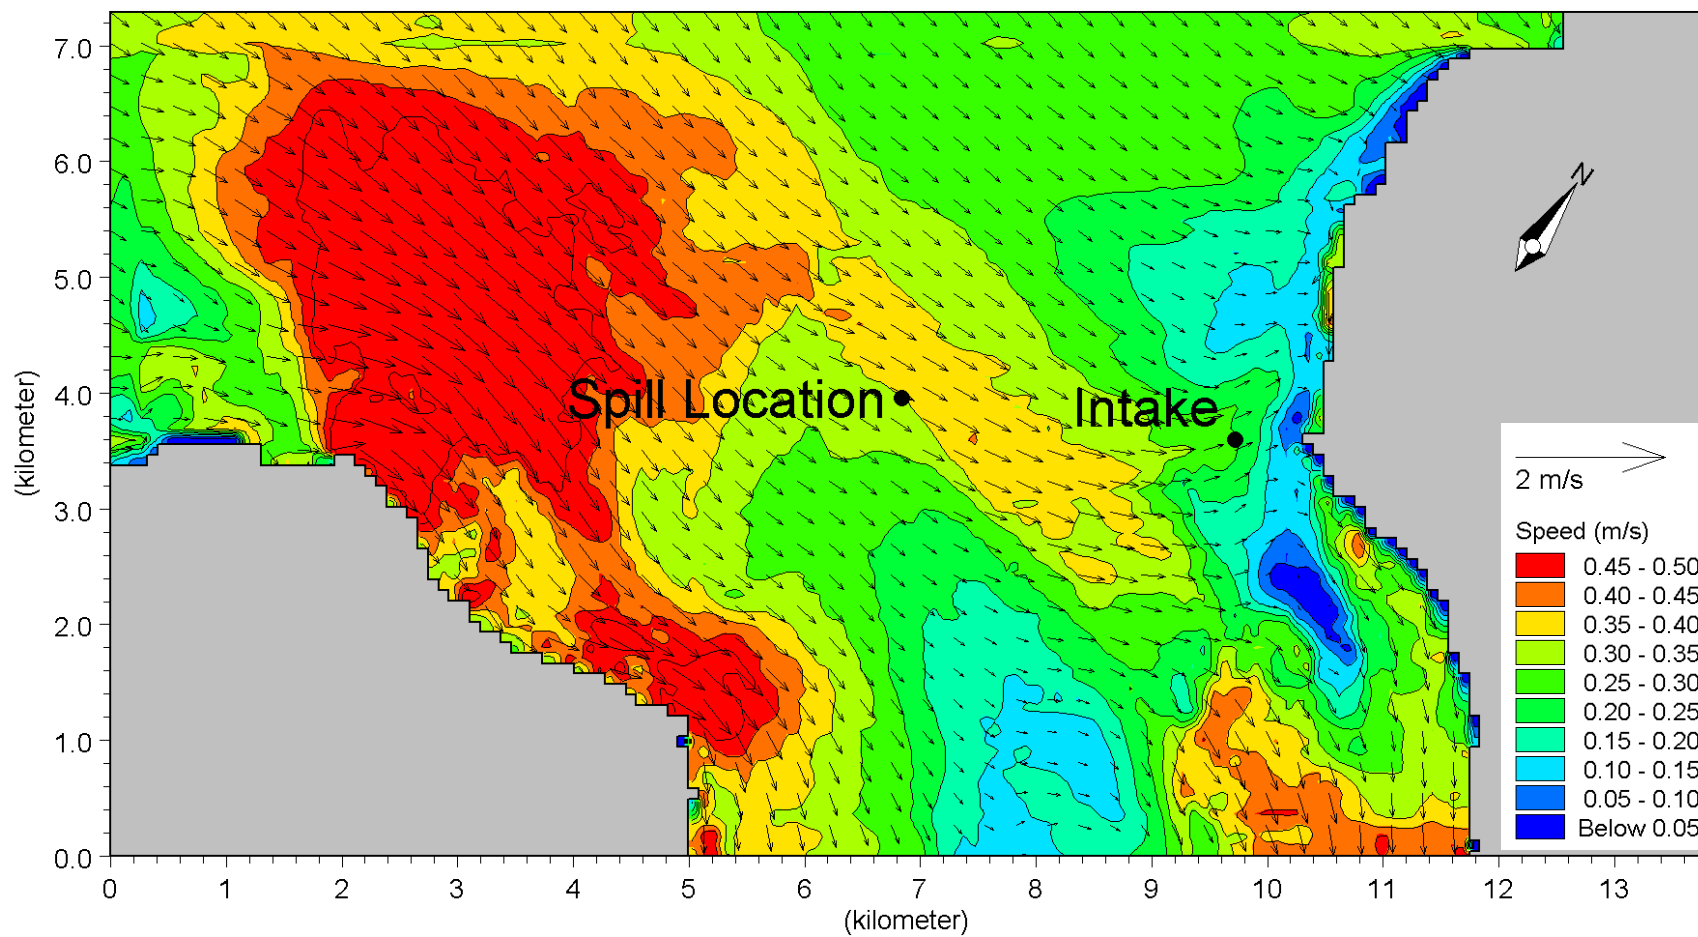 7.0
6.0
5.0
4.0
3.0
2.0
1.0
0.0
(kilometer)
0 1 2 3 4 5 6 7 8 9 10 11 12 13
(kilometer)
Spill Location
Intake
N
2 m/s
Speed (m/s)
0.45 - 0.50
0.40 - 0.45
0.35 - 0.40
0.30 - 0.35
0.25 - 0.30
0.20 - 0.25
0.15 - 0.20
0.10 - 0.15
0.05 - 0.10
Below 0.05